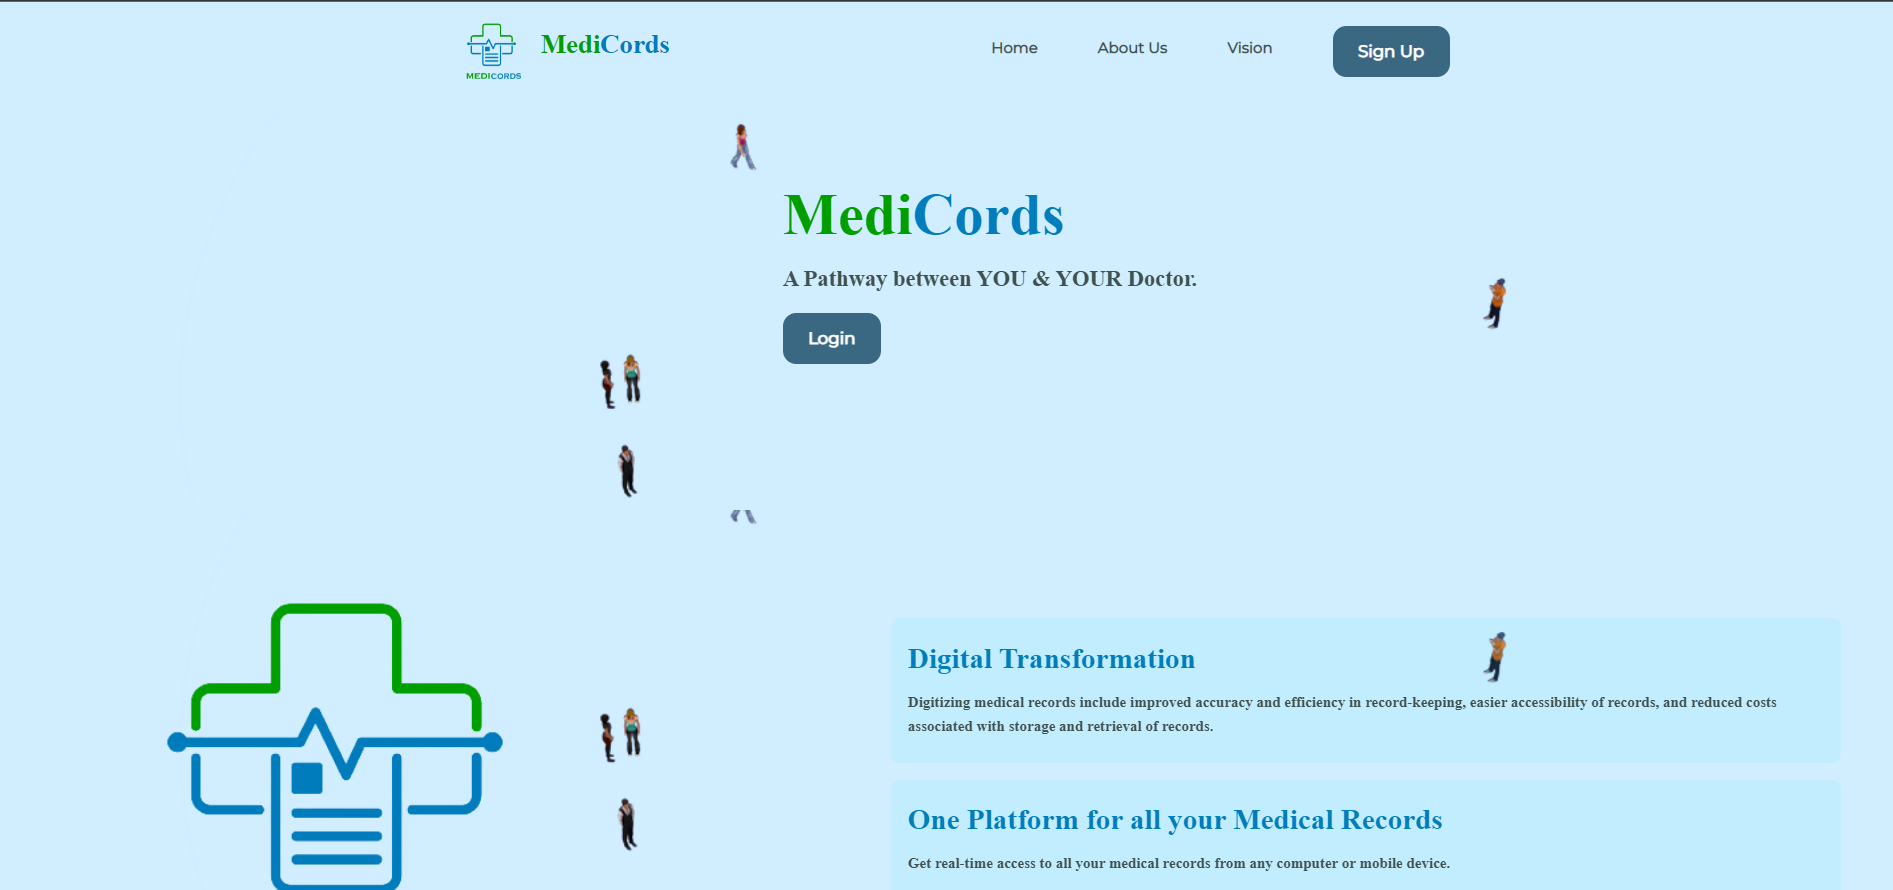 MEDICORDS
MediCords
Home
About Us
Vision
Sign Up
MediCords
A Pathway between YOU & YOUR Doctor.
Login
Digital Transformation
Digitizing medical records include improved accuracy and efficiency in record-keeping, easier accessibility of records, and reduced costs
associated with storage and retrieval of records.
One Platform for all your Medical Records
Get real-time access to all your medical records from any computer or mobile device.